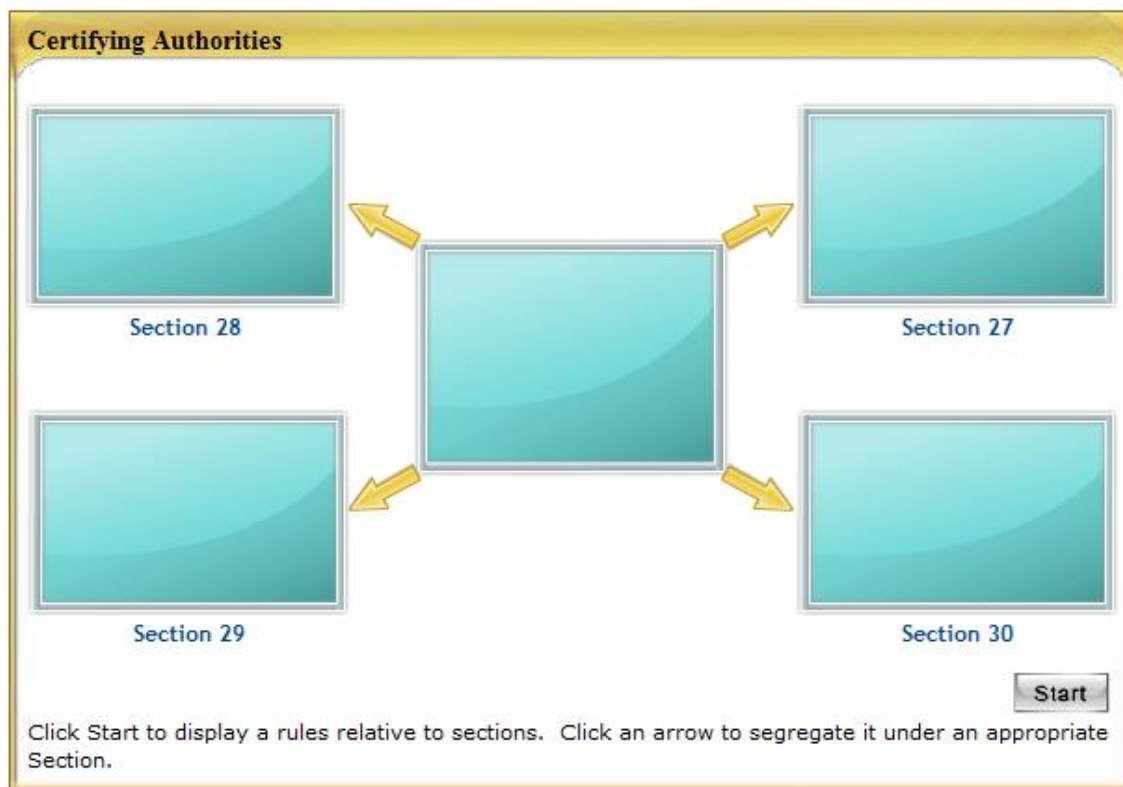 Certifying Authorities
Section 28
Section 27
Section 29
Section 30
Start
Click Start to display a rules relative to sections. Click an arrow to segregate it under an appropriate
Section.